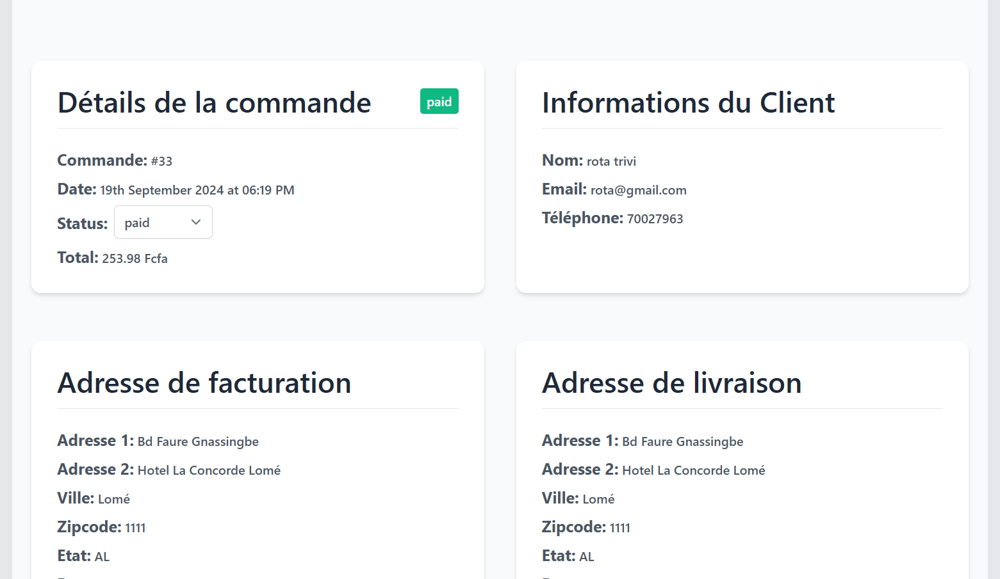 Détails de la commande
paid
Commande: #33
Date: 19th September 2024 at 06:19 PM
Status: paid
Total: 253.98 Fcfa
Informations du Client
Nom: rota trivi
Email: rota@gmail.com
Téléphone: 70027963
Adresse de facturation
Adresse 1: Bd Faure Gnassingbe
Adresse 2: Hotel La Concorde Lomé
Ville: Lomé
Zipcode: 1111
Etat: AL
Adresse de livraison
Adresse 1: Bd Faure Gnassingbe
Adresse 2: Hotel La Concorde Lomé
Ville: Lomé
Zipcode: 1111
Etat: AL